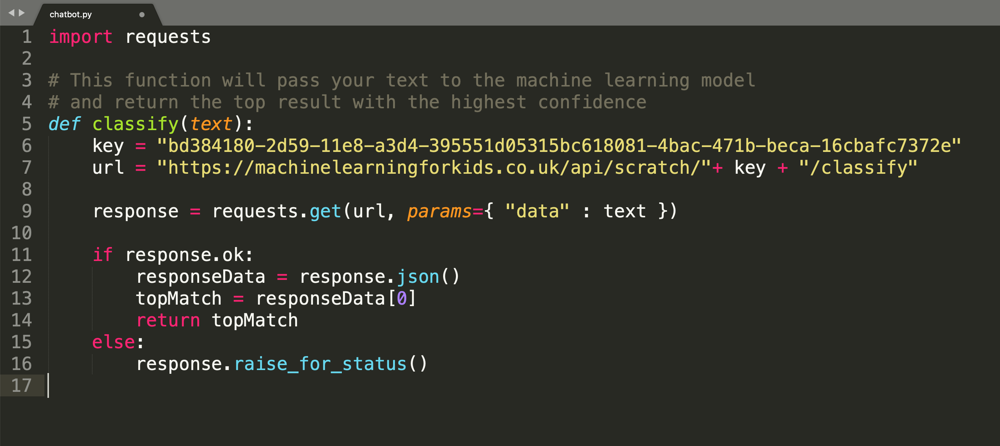 chatbot.py
1 import requests
2
3 # This function will pass your text to the machine learning model
4 # and return the top result with the highest confidence
5 def classify(text):
6     key = "bd384180-2d59-11e8-a3d4-395551d05315bc618081-4bac-471b-beca-16cbafc7372e"
7     url = "https://machinelearningforkids.co.uk/api/scratch/"+ key + "/classify"
8
9     response = requests.get(url, params={ "data" : text })
10
11     if response.ok:
12         responseData = response.json()
13         topMatch = responseData[0]
14         return topMatch
15     else:
16         response.raise_for_status()
17